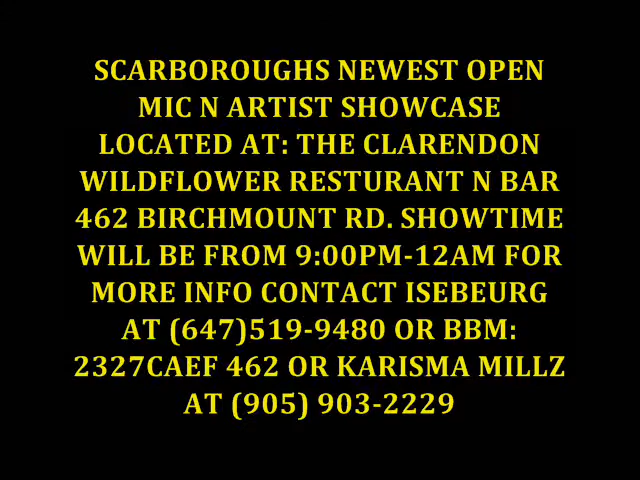 SCARBOROUGHS NEWEST OPEN
MIC N ARTIST SHOWCASE
LOCATED AT: THE CLARENDON
WILDFLOWER RESTURANT N BAR
462 BIRCHMOUNT RD. SHOWTIME
WILL BE FROM 9:00PM-12AM FOR
MORE INFO CONTACT ISEBEURG
AT (647)519-9480 OR BBM:
2327CAEF 462 OR KARISMA MILLZ
AT (905) 903-2229